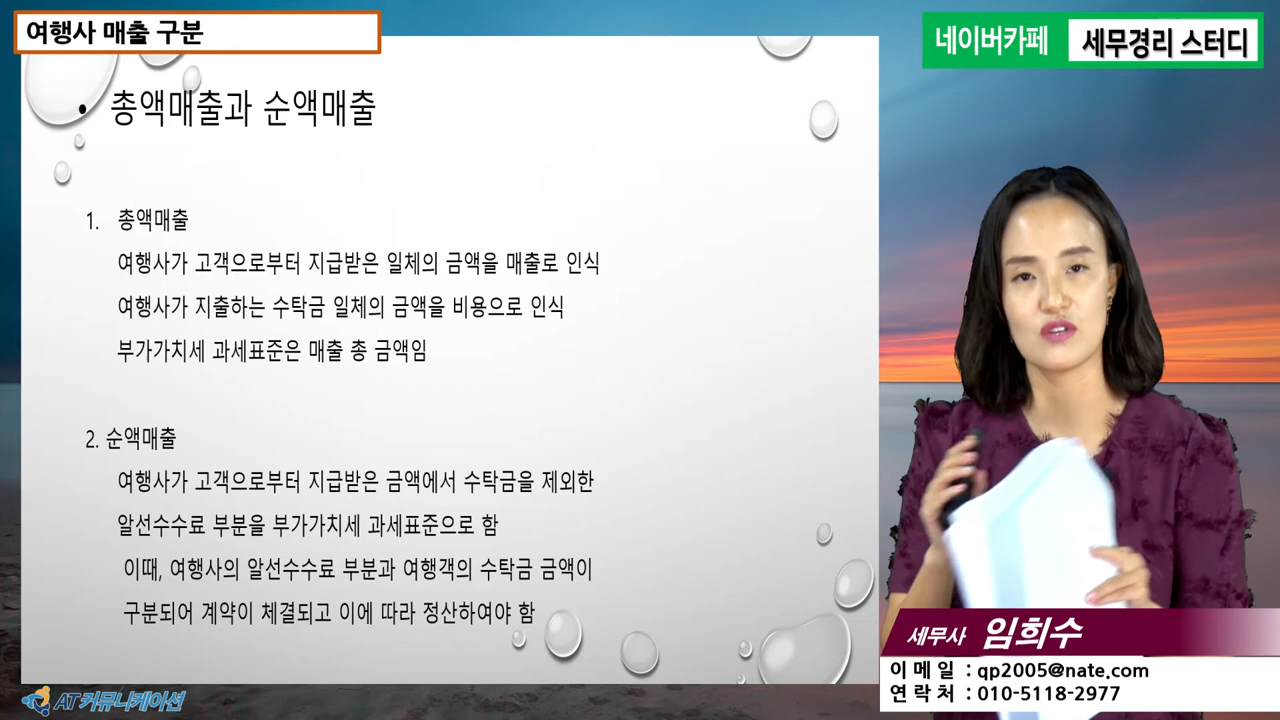 여행사 매출 구분
네이버카페 세무경리 스터디
• 총액매출과 순액매출
1. 총액매출
여행사가 고객으로부터 지급받은 일체의 금액을 매출로 인식
여행사가 지출하는 수탁금 일체의 금액을 비용으로 인식
부가가치세 과세표준은 매출 총 금액임
2. 순액매출
여행사가 고객으로부터 지급받은 금액에서 수탁금을 제외한
알선수수료 부분을 부가가치세 과세표준으로 함
이때, 여행사의 알선수수료 부분과 여행객의 수탁금 금액이
구분되어 계약이 체결되고 이에 따라 정산하여야 함
세무사 임희수
이 메 일 : qp2005@nate.com
연 락 처 : 010-5118-2977
AT커뮤니케이션